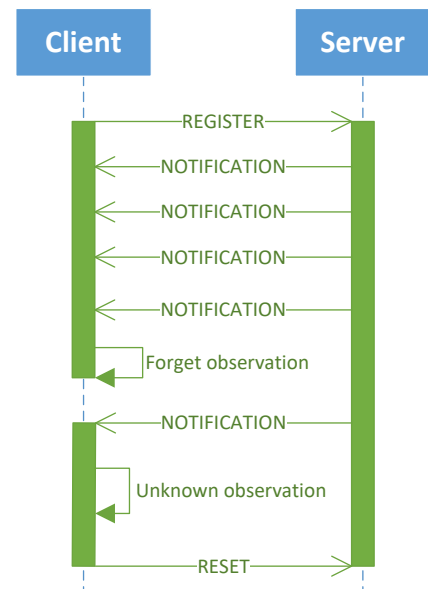 Client
Server
REGISTER
NOTIFICATION
NOTIFICATION
NOTIFICATION
NOTIFICATION
Forget observation
NOTIFICATION
Unknown observation
RESET